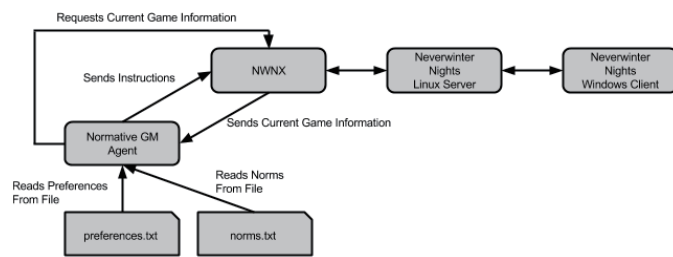 Requests Current Game Information
Sends Instructions
NWNX
Neverwinter
Nights
Linux Server
Neverwinter
Nights
Windows Client
Sends Current Game Information
Normative GM
Agent
Reads Preferences
From File
Reads Norms
From File
preferences.txt
norms.txt